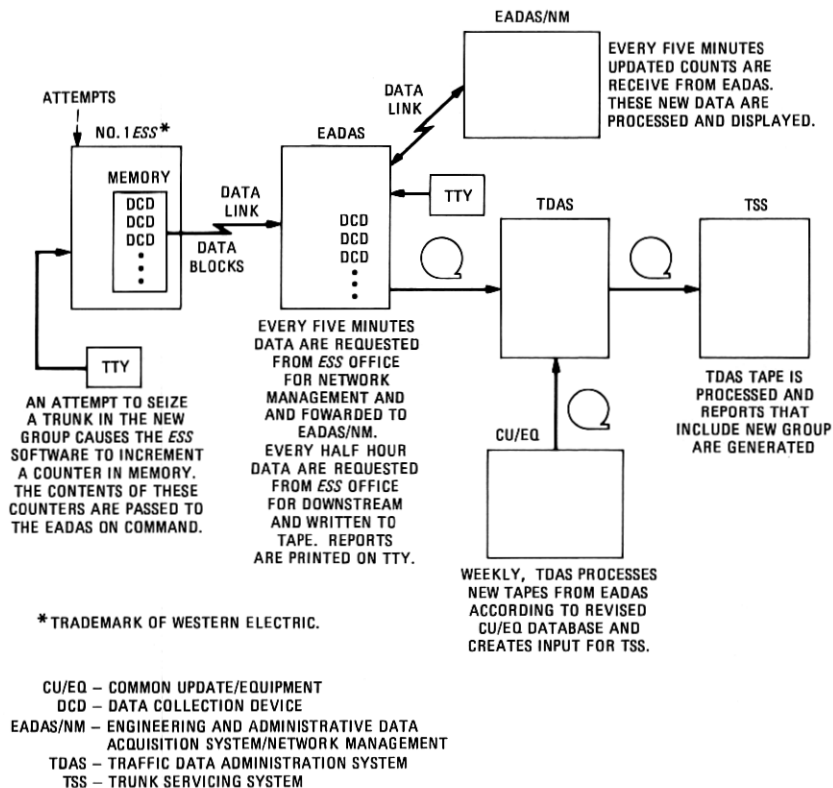 EADAS/NM
EVERY FIVE MINUTES
UPDATED COUNTS ARE
RECEIVE FROM EADAS.
THESE NEW DATA ARE
PROCESSED AND DISPLAYED.
DATA
LINK
ATTEMPTS
NO. 1 ESS*
MEMORY
DCD
DCD
DCD
DATA
LINK
DATA
BLOCKS
TTY
AN ATTEMPT TO SEIZE
A TRUNK IN THE NEW
GROUP CAUSES THE ESS
SOFTWARE TO INCREMENT
A COUNTER IN MEMORY.
THE CONTENTS OF THESE
COUNTERS ARE PASSED TO
THE EADAS ON COMMAND.
EADAS
DCD
DCD
DCD
TTY
EVERY FIVE MINUTES
DATA ARE REQUESTED
FROM ESS OFFICE
FOR NETWORK
MANAGEMENT AND
AND FOWARDED TO
EADAS/NM.
EVERY HALF HOUR
DATA ARE REQUESTED
FROM ESS OFFICE
FOR DOWNSTREAM
AND WRITTEN TO
TAPE. REPORTS
ARE PRINTED ON TTY.
TDAS
TSS
TDAS TAPE IS
PROCESSED AND
REPORTS THAT
INCLUDE NEW GROUP
ARE GENERATED
CU/EQ
WEEKLY, TDAS PROCESSES
NEW TAPES FROM EADAS
ACCORDING TO REVISED
CU/EQ DATABASE AND
CREATES INPUT FOR TSS.
*TRADEMARK OF WESTERN ELECTRIC.
CU/EQ – COMMON UPDATE/EQUIPMENT
DCD – DATA COLLECTION DEVICE
EADAS/NM – ENGINEERING AND ADMINISTRATIVE DATA
ACQUISITION SYSTEM/NETWORK MANAGEMENT
TDAS – TRAFFIC DATA ADMINISTRATION SYSTEM
TSS – TRUNK SERVICING SYSTEM